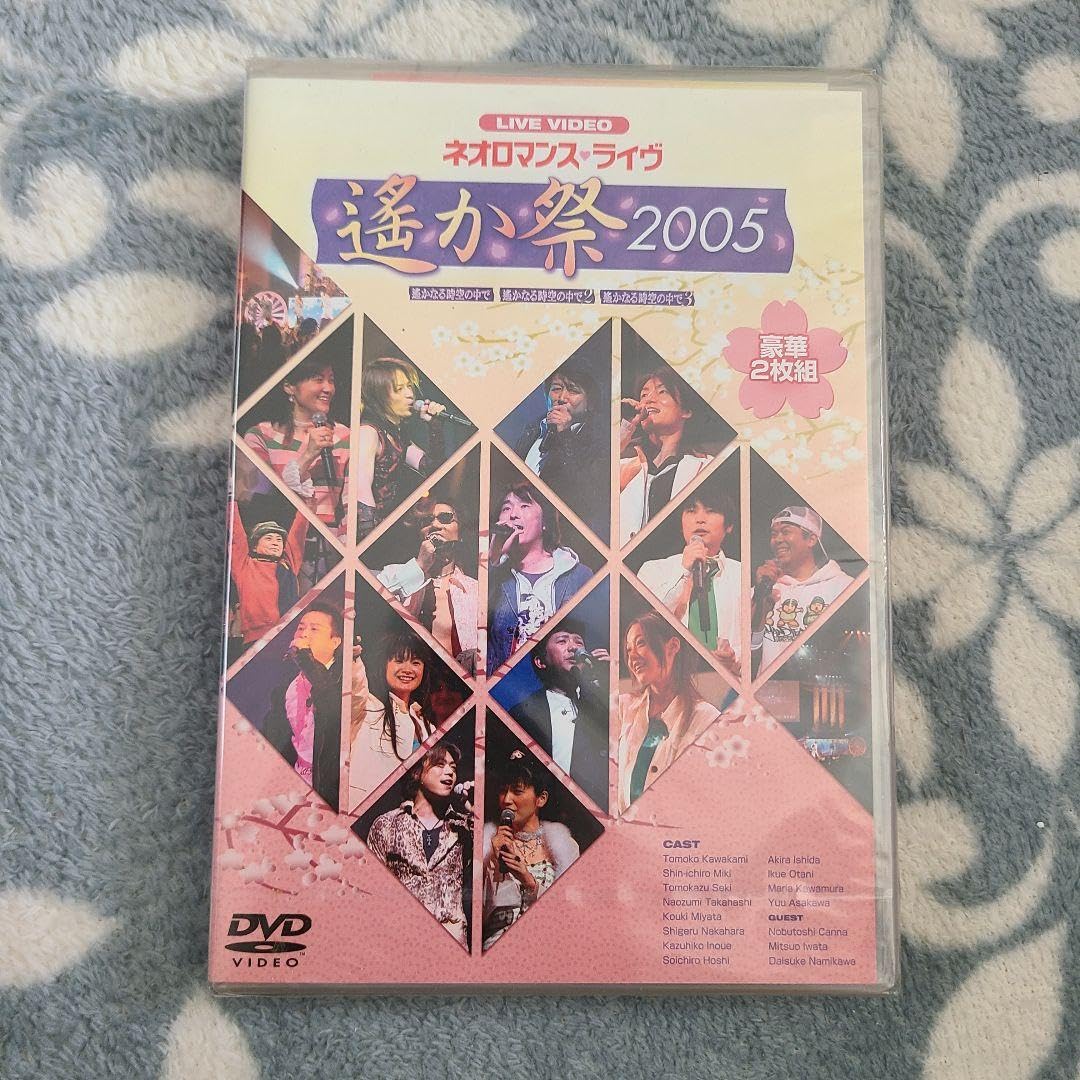 LIVE VIDEO
ネオロマンス♥ライヴ
遙か祭2005
遙かなる時空の中で 遙かなる時空の中で2 遙かなる時空の中で3
豪華
2枚組
CAST
Tomoko Kawakami
Shin-ichiro Miki
Tomokazu Seki
Naozumi Takahashi
Kouki Miyata
Shigeru Nakahara
Kazuhiko Inoue
Soichiro Hoshi
Akira Ishida
Ikue Otani
Maria Kawamura
Yuu Asakawa
GUEST
Nobutoshi Canna
Mitsuo Iwata
Daisuke Namikawa
DVD
VIDEO
TM